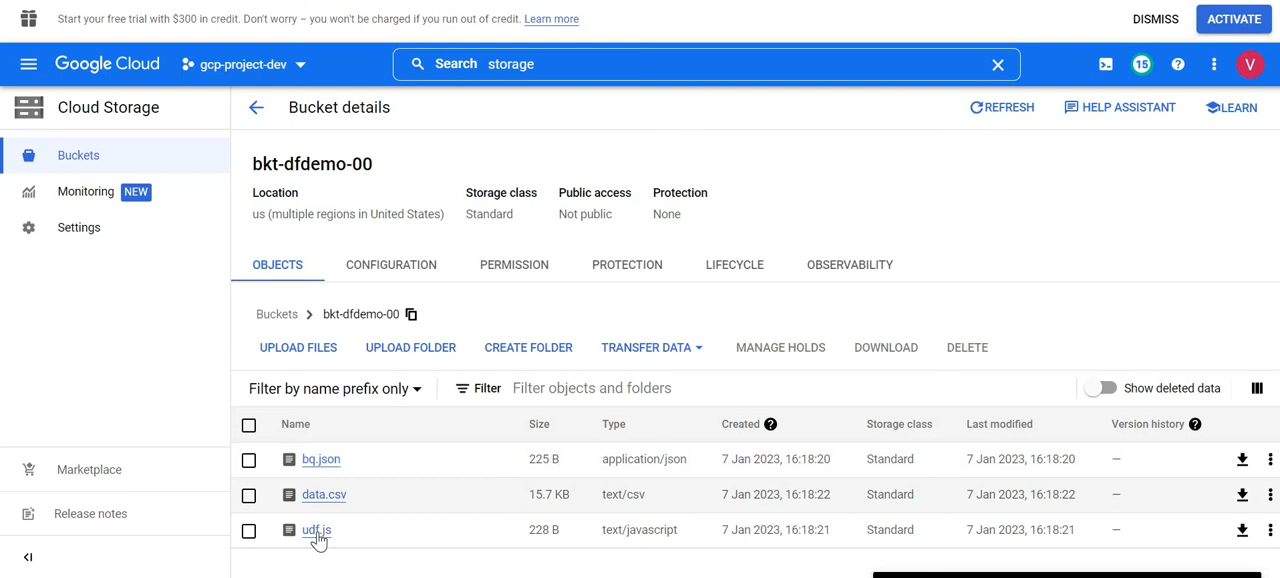 Start your free trial with $300 in credit. Don't worry – you won't be charged if you run out of credit. Learn more
DISMISS
ACTIVATE
Google Cloud
gcp-project-dev
Search storage
15
V
Cloud Storage
Bucket details
REFRESH
HELP ASSISTANT
LEARN
Buckets
Monitoring NEW
Settings
Marketplace
Release notes
bkt-dfdemo-00
Location Storage class Public access Protection
us (multiple regions in United States) Standard Not public None
OBJECTS CONFIGURATION PERMISSION PROTECTION LIFECYCLE OBSERVABILITY
Buckets > bkt-dfdemo-00
UPLOAD FILES UPLOAD FOLDER CREATE FOLDER TRANSFER DATA MANAGE HOLDS DOWNLOAD DELETE
Filter by name prefix only Filter Filter objects and folders Show deleted data
Name Size Type Created Storage class Last modified Version history
bq.json 225 B application/json 7 Jan 2023, 16:18:20 Standard 7 Jan 2023, 16:18:20 —
data.csv 15.7 KB text/csv 7 Jan 2023, 16:18:22 Standard 7 Jan 2023, 16:18:22 —
udf.js 228 B text/javascript 7 Jan 2023, 16:18:21 Standard 7 Jan 2023, 16:18:21 —